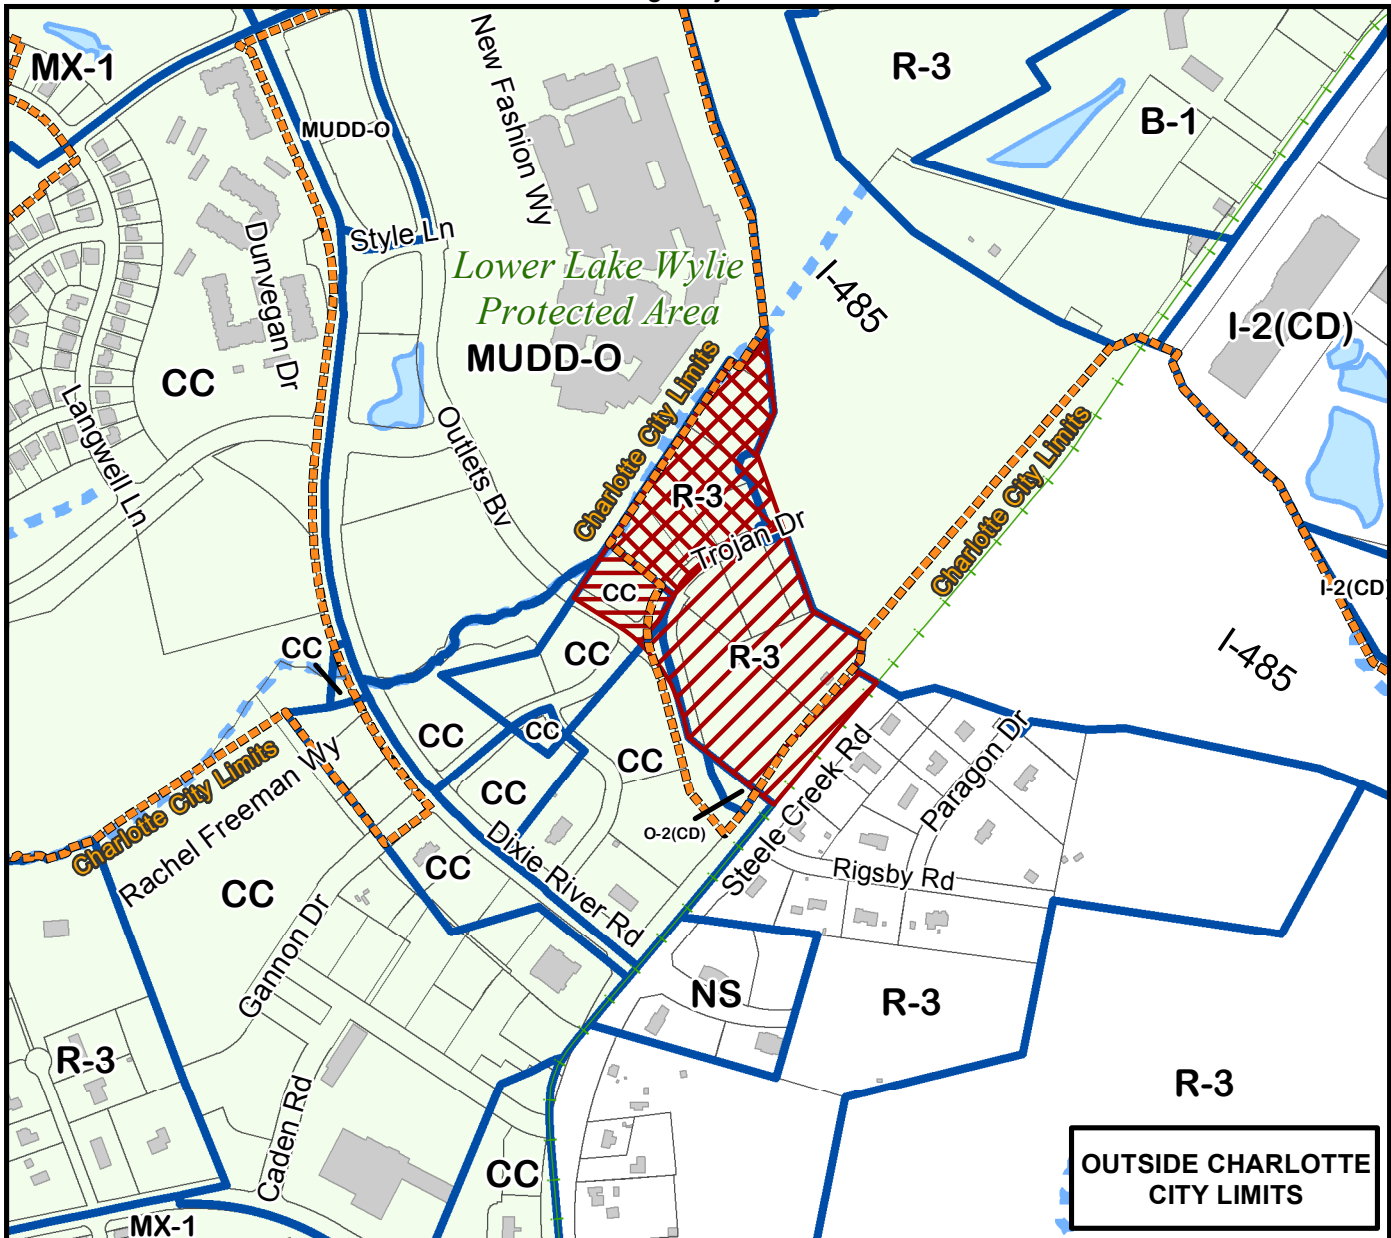 MX-1
New Fashion Wy
R-3
B-1
MUDD-O
Style Ln
Dunvegan Dr
Lower Lake Wylie
Protected Area
I-485
I-2(CD)
MUDD-O
CC
Langwell Ln
Outlets Bv
Charlotte City Limits
Charlotte City Limits
R-3
Trojan Dr
CC
I-2(CD
I-485
CC
CC
R-3
CC
CC
CC
CC
Charlotte City Limits
Rachel Freeman Wy
Paragon Dr
Steele Creek Rd
O-2(CD)
Dixie River Rd
CC
CC
Rigsby Rd
Gannon Dr
NS
R-3
R-3
Caden Rd
R-3
CC
MX-1
OUTSIDE CHARLOTTE
CITY LIMITS